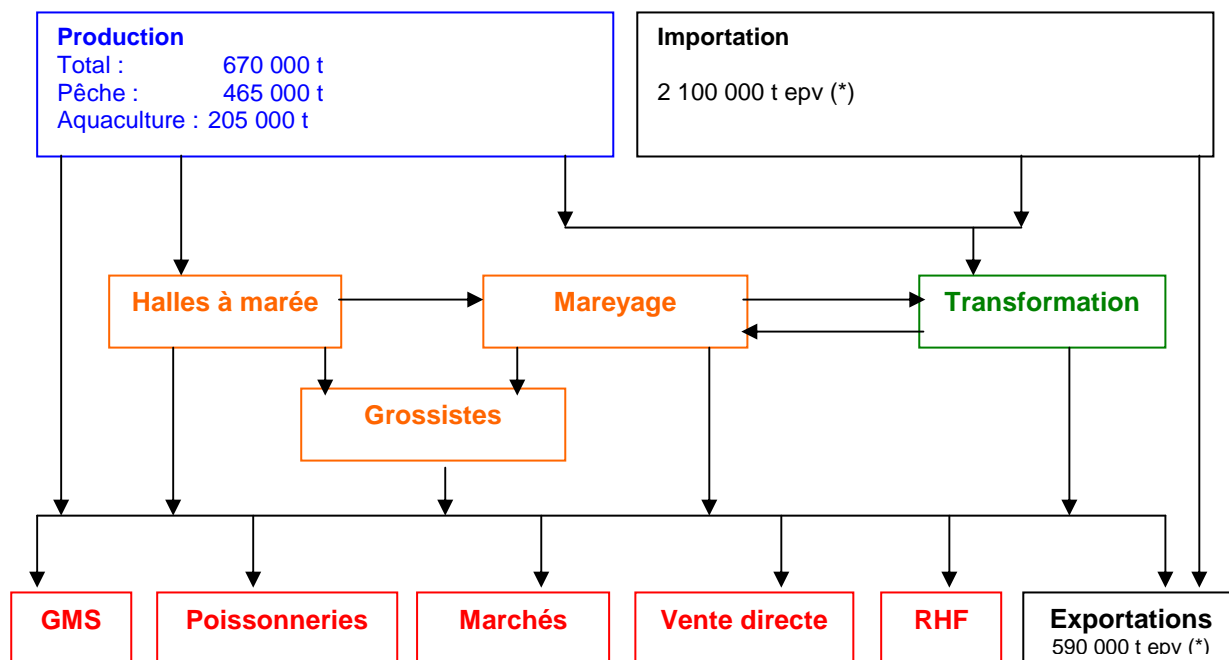 Production
Total : 670 000 t
Pêche : 465 000 t
Aquaculture : 205 000 t
Importation
2 100 000 t epv (*)
Halles à marée
Mareyage
Transformation
Grossistes
GMS
Poissonneries
Marchés
Vente directe
RHF
Exportations
590 000 t epv (*)